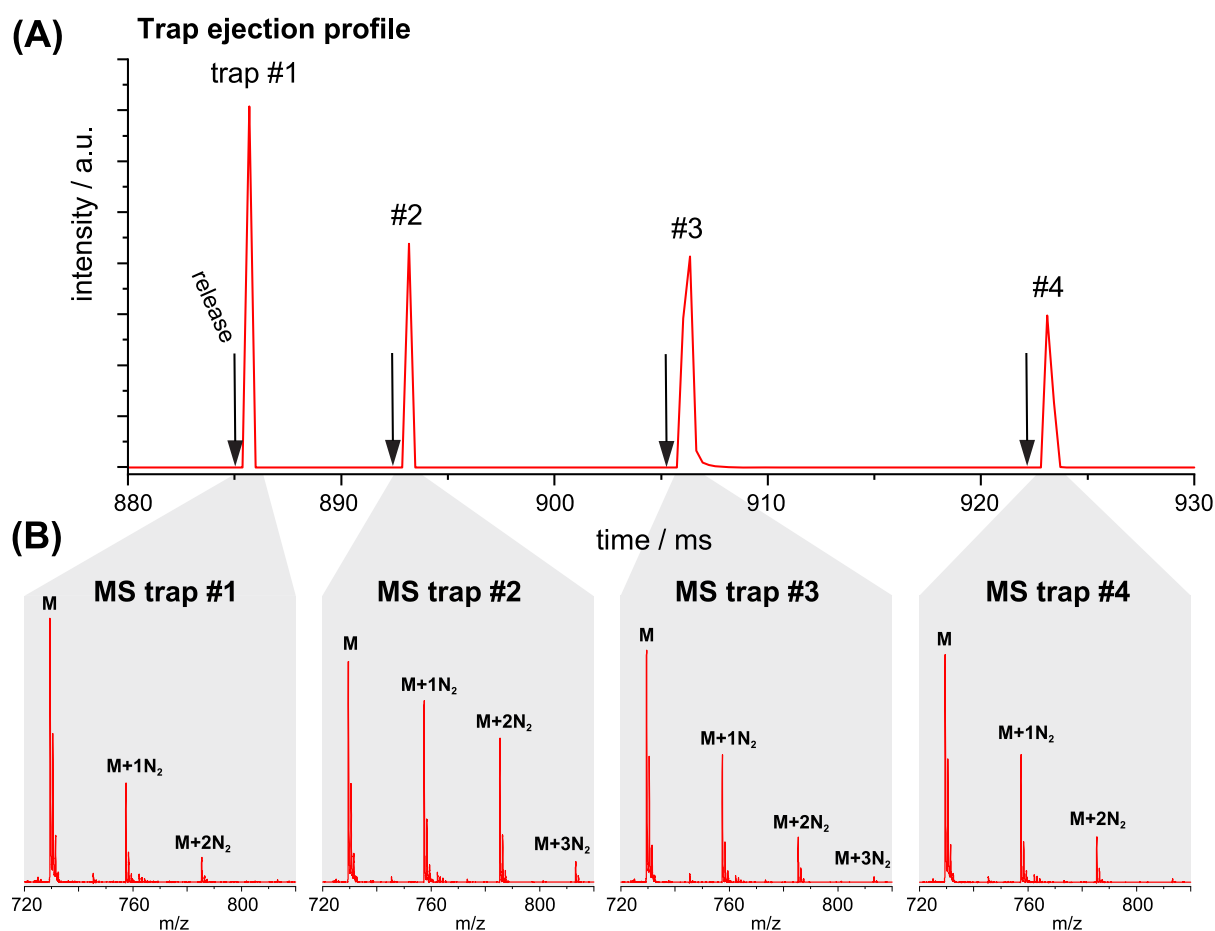 (A)
Trap ejection profile
trap #1
#2
#3
#4
intensity / a.u.
release
880 890 900 910 920 930
time / ms
(B)
MS trap #1 MS trap #2 MS trap #3 MS trap #4
M
M+1N₂
M+2N₂
720 760 800
m/z
M
M+1N₂
M+2N₂
M+3N₂
720 760 800
m/z
M
M+1N₂
M+2N₂
M+3N₂
720 760 800
m/z
M
M+1N₂
M+2N₂
720 760 800
m/z